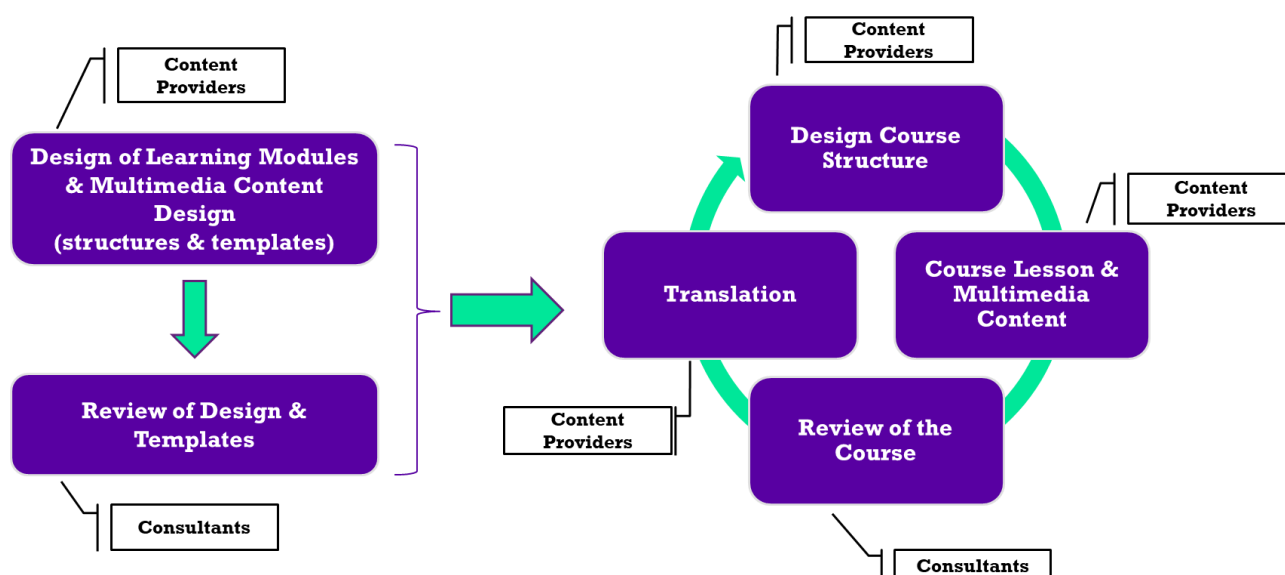 Content
Providers
Design of Learning Modules
& Multimedia Content
Design
(structures & templates)
Review of Design &
Templates
Consultants
Content
Providers
Design Course
Structure
Content
Providers
Course Lesson &
Multimedia
Content
Review of the
Course
Consultants
Translation
Content
Providers